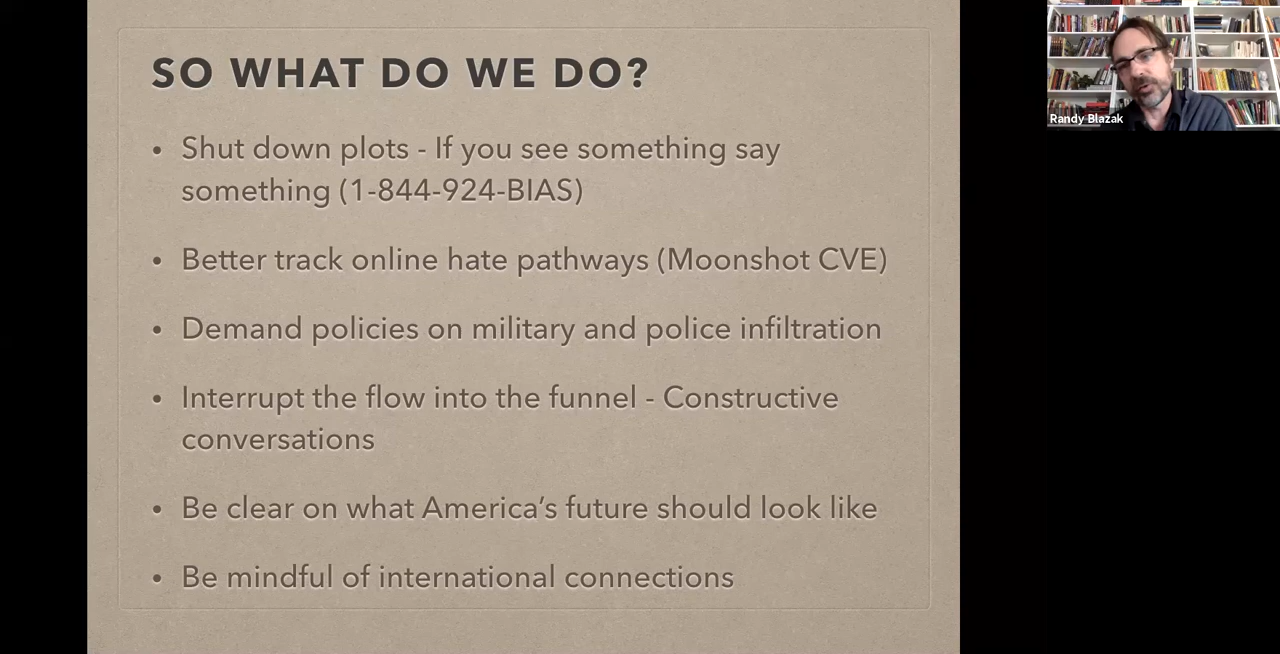 SO WHAT DO WE DO?
• Shut down plots - If you see something say
something (1-844-924-BIAS)
• Better track online hate pathways (Moonshot CVE)
• Demand policies on military and police infiltration
• Interrupt the flow into the funnel - Constructive
conversations
• Be clear on what America’s future should look like
• Be mindful of international connections
Randy Blazak